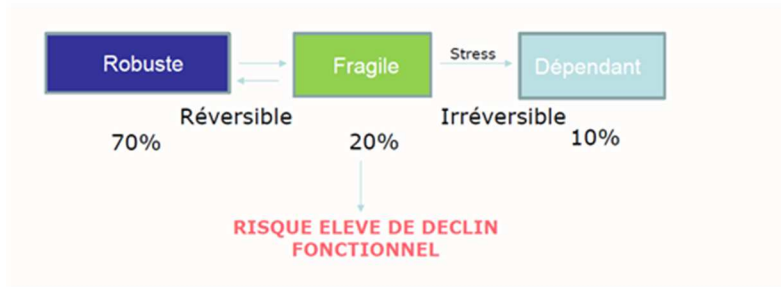 Robuste
Fragile
Stress
Dépendant
Réversible
Irréversible
70%
20%
10%
RISQUE ELEVE DE DECLIN
FONCTIONNEL